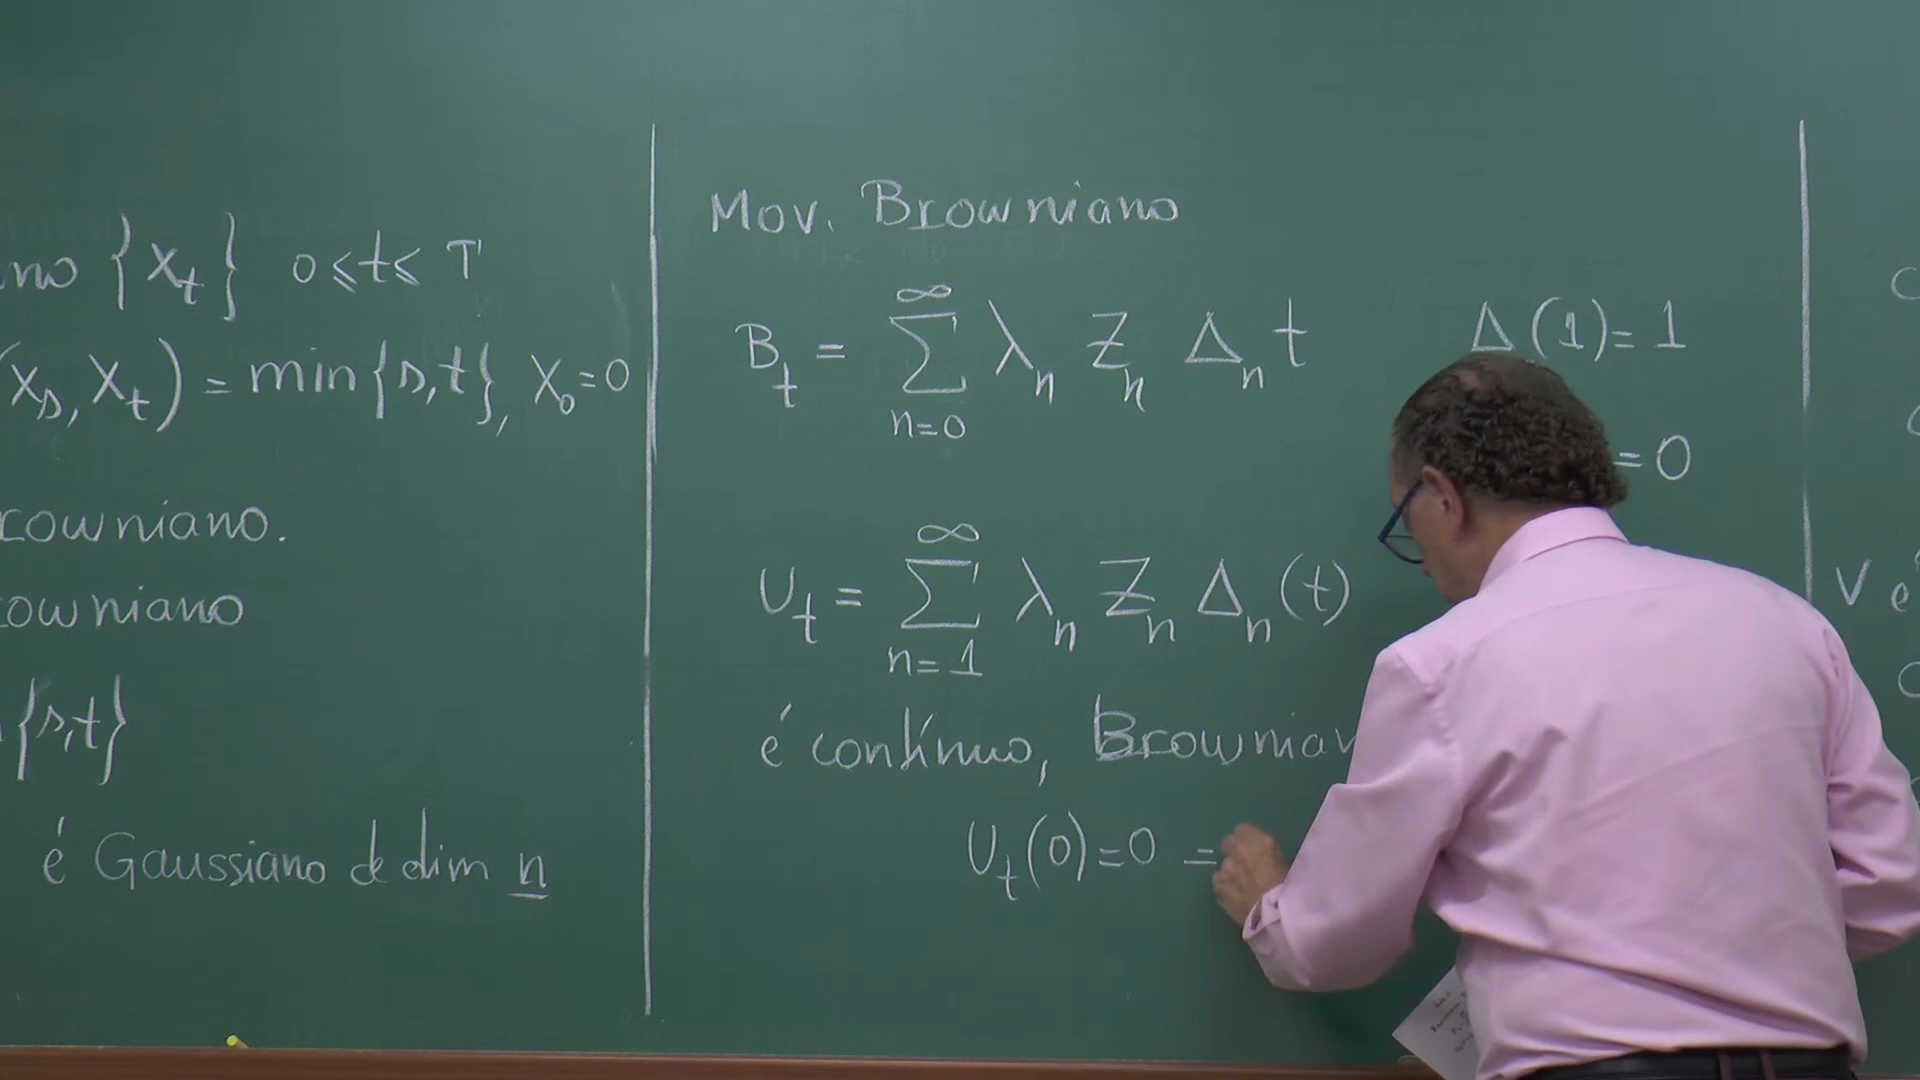 no {X_t} 0 ≤ t ≤ T
(X_s, X_t) = min{s,t}, X_0 = 0
rowniano.
rowniano
{s,t}
é Gaussiano de dim n
Mov. Browniano
B_t = ∑_{n=0}^{∞} λ_n Z_n Δ_n t Δ(1) = 1
= 0
U_t = ∑_{n=1}^{∞} λ_n Z_n Δ_n (t)
é contínuo, Brownian
U_t(0) = 0 =
V é